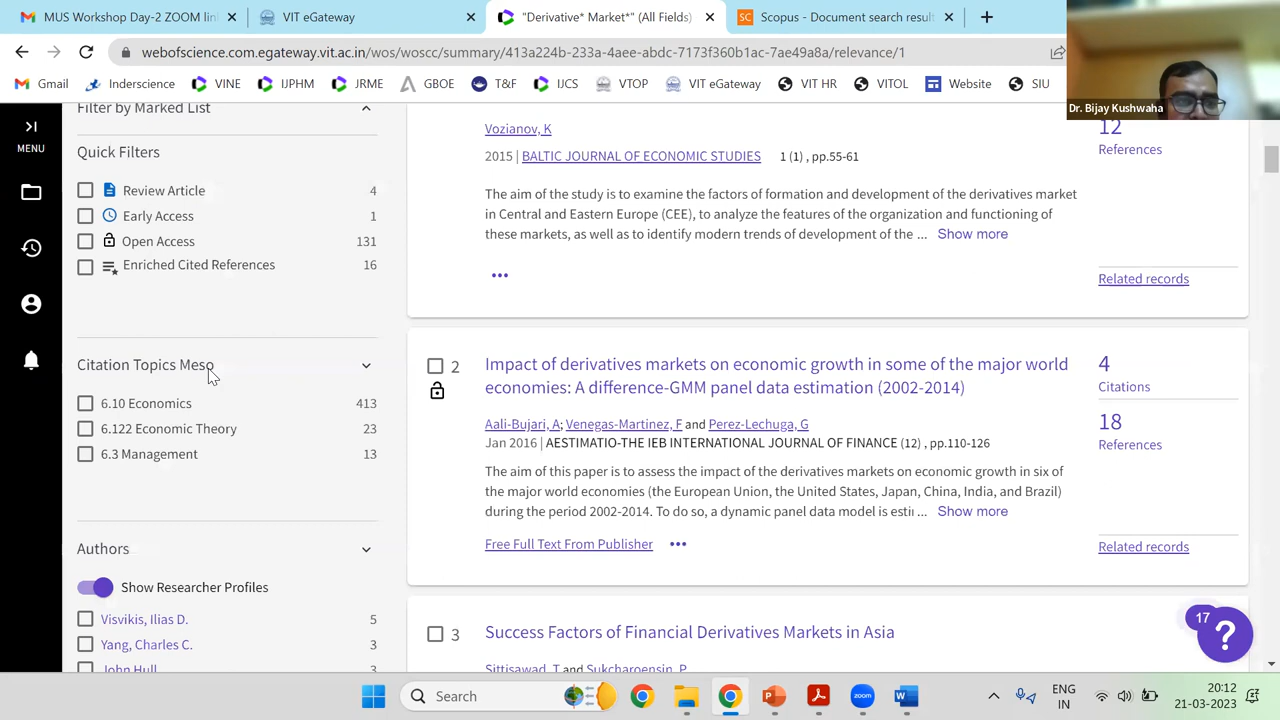 MUS Workshop Day-2 ZOOM lin
VIT eGateway
"Derivative* Market*" (All Fields)
Scopus - Document search result
webofscience.com.egateway.vit.ac.in/wos/woscc/summary/413a224b-233a-4aee-abdc-7173f360b1ac-7ae49a8a/relevance/1
Gmail
Inderscience
VINE
IJPHM
JRME
GBOE
T&F
IJCS
VTOP
VIT eGateway
VIT HR
VITOL
Website
SIU
Dr. Bijay Kushwaha
MENU
Filter by Marked List
Quick Filters
Review Article 4
Early Access 1
Open Access 131
Enriched Cited References 16
Citation Topics Meso
6.10 Economics 413
6.122 Economic Theory 23
6.3 Management 13
Authors
Show Researcher Profiles
Visvikis, Ilias D. 5
Yang, Charles C. 3
John Hull 3
Vozianov, K
2015 | BALTIC JOURNAL OF ECONOMIC STUDIES 1 (1) , pp.55-61
The aim of the study is to examine the factors of formation and development of the derivatives market
in Central and Eastern Europe (CEE), to analyze the features of the organization and functioning of
these markets, as well as to identify modern trends of development of the ... Show more
12
References
Related records
2
Impact of derivatives markets on economic growth in some of the major world
economies: A difference-GMM panel data estimation (2002-2014)
Aali-Bujari, A; Venegas-Martinez, F and Perez-Lechuga, G
Jan 2016 | AESTIMATIO-THE IEB INTERNATIONAL JOURNAL OF FINANCE (12) , pp.110-126
The aim of this paper is to assess the impact of the derivatives markets on economic growth in six of
the major world economies (the European Union, the United States, Japan, China, India, and Brazil)
during the period 2002-2014. To do so, a dynamic panel data model is esti ... Show more
Free Full Text From Publisher
4
Citations
18
References
Related records
3
Success Factors of Financial Derivatives Markets in Asia
Sittisawad, T and Sukcharoensin, P
17
?
Search
ENG
IN
20:12
21-03-2023